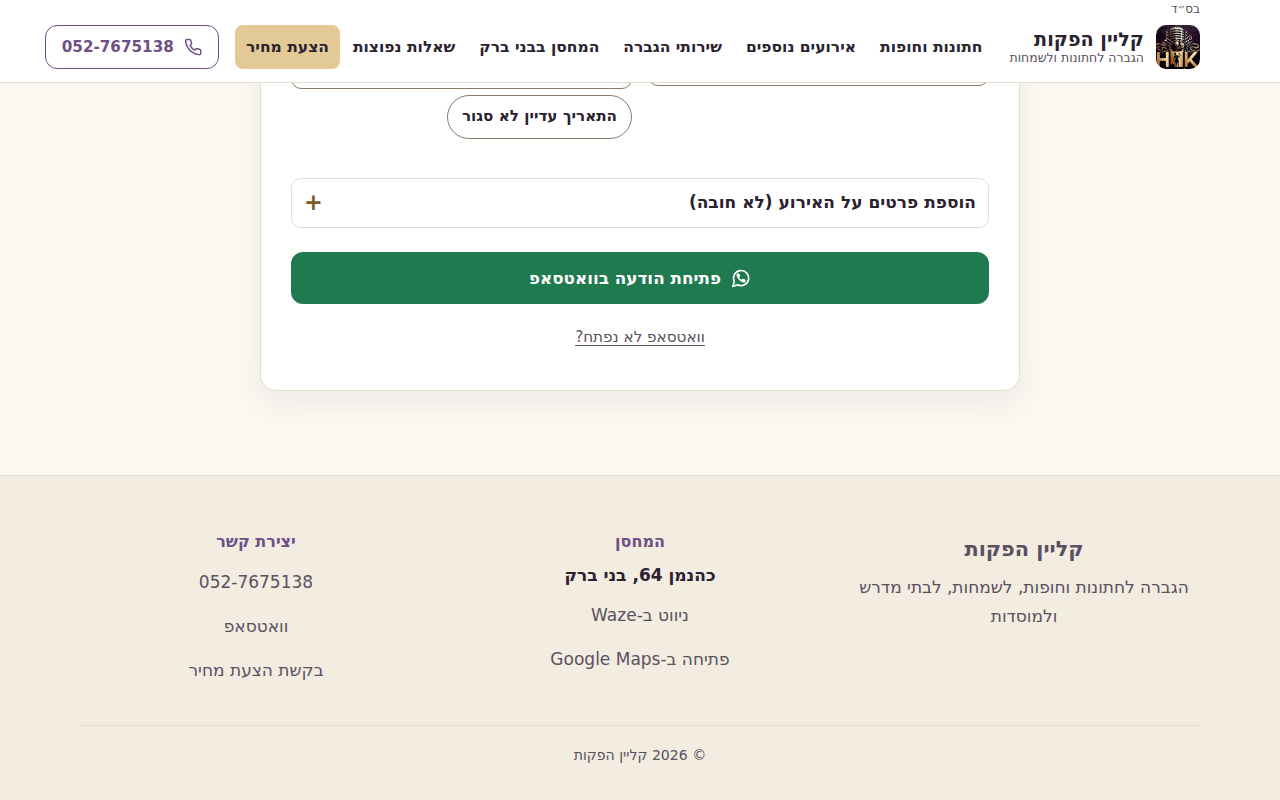 בס״ד
קליין הפקות
הגברה לחתונות ולשמחות
חתונות וחופות
אירועים נוספים
שירותי הגברה
המחסן בבני ברק
שאלות נפוצות
הצעת מחיר
052-7675138
HK
התאריך עדיין לא סגור
הוספת פרטים על האירוע (לא חובה)
+
פתיחת הודעה בוואטסאפ
וואטסאפ לא נפתח?
קליין הפקות
הגברה לחתונות וחופות, לשמחות, לבתי מדרש
ולמוסדות
המחסן
כהנמן 64, בני ברק
ניווט ב-Waze
פתיחה ב-Google Maps
יצירת קשר
052-7675138
וואטסאפ
בקשת הצעת מחיר
© 2026 קליין הפקות